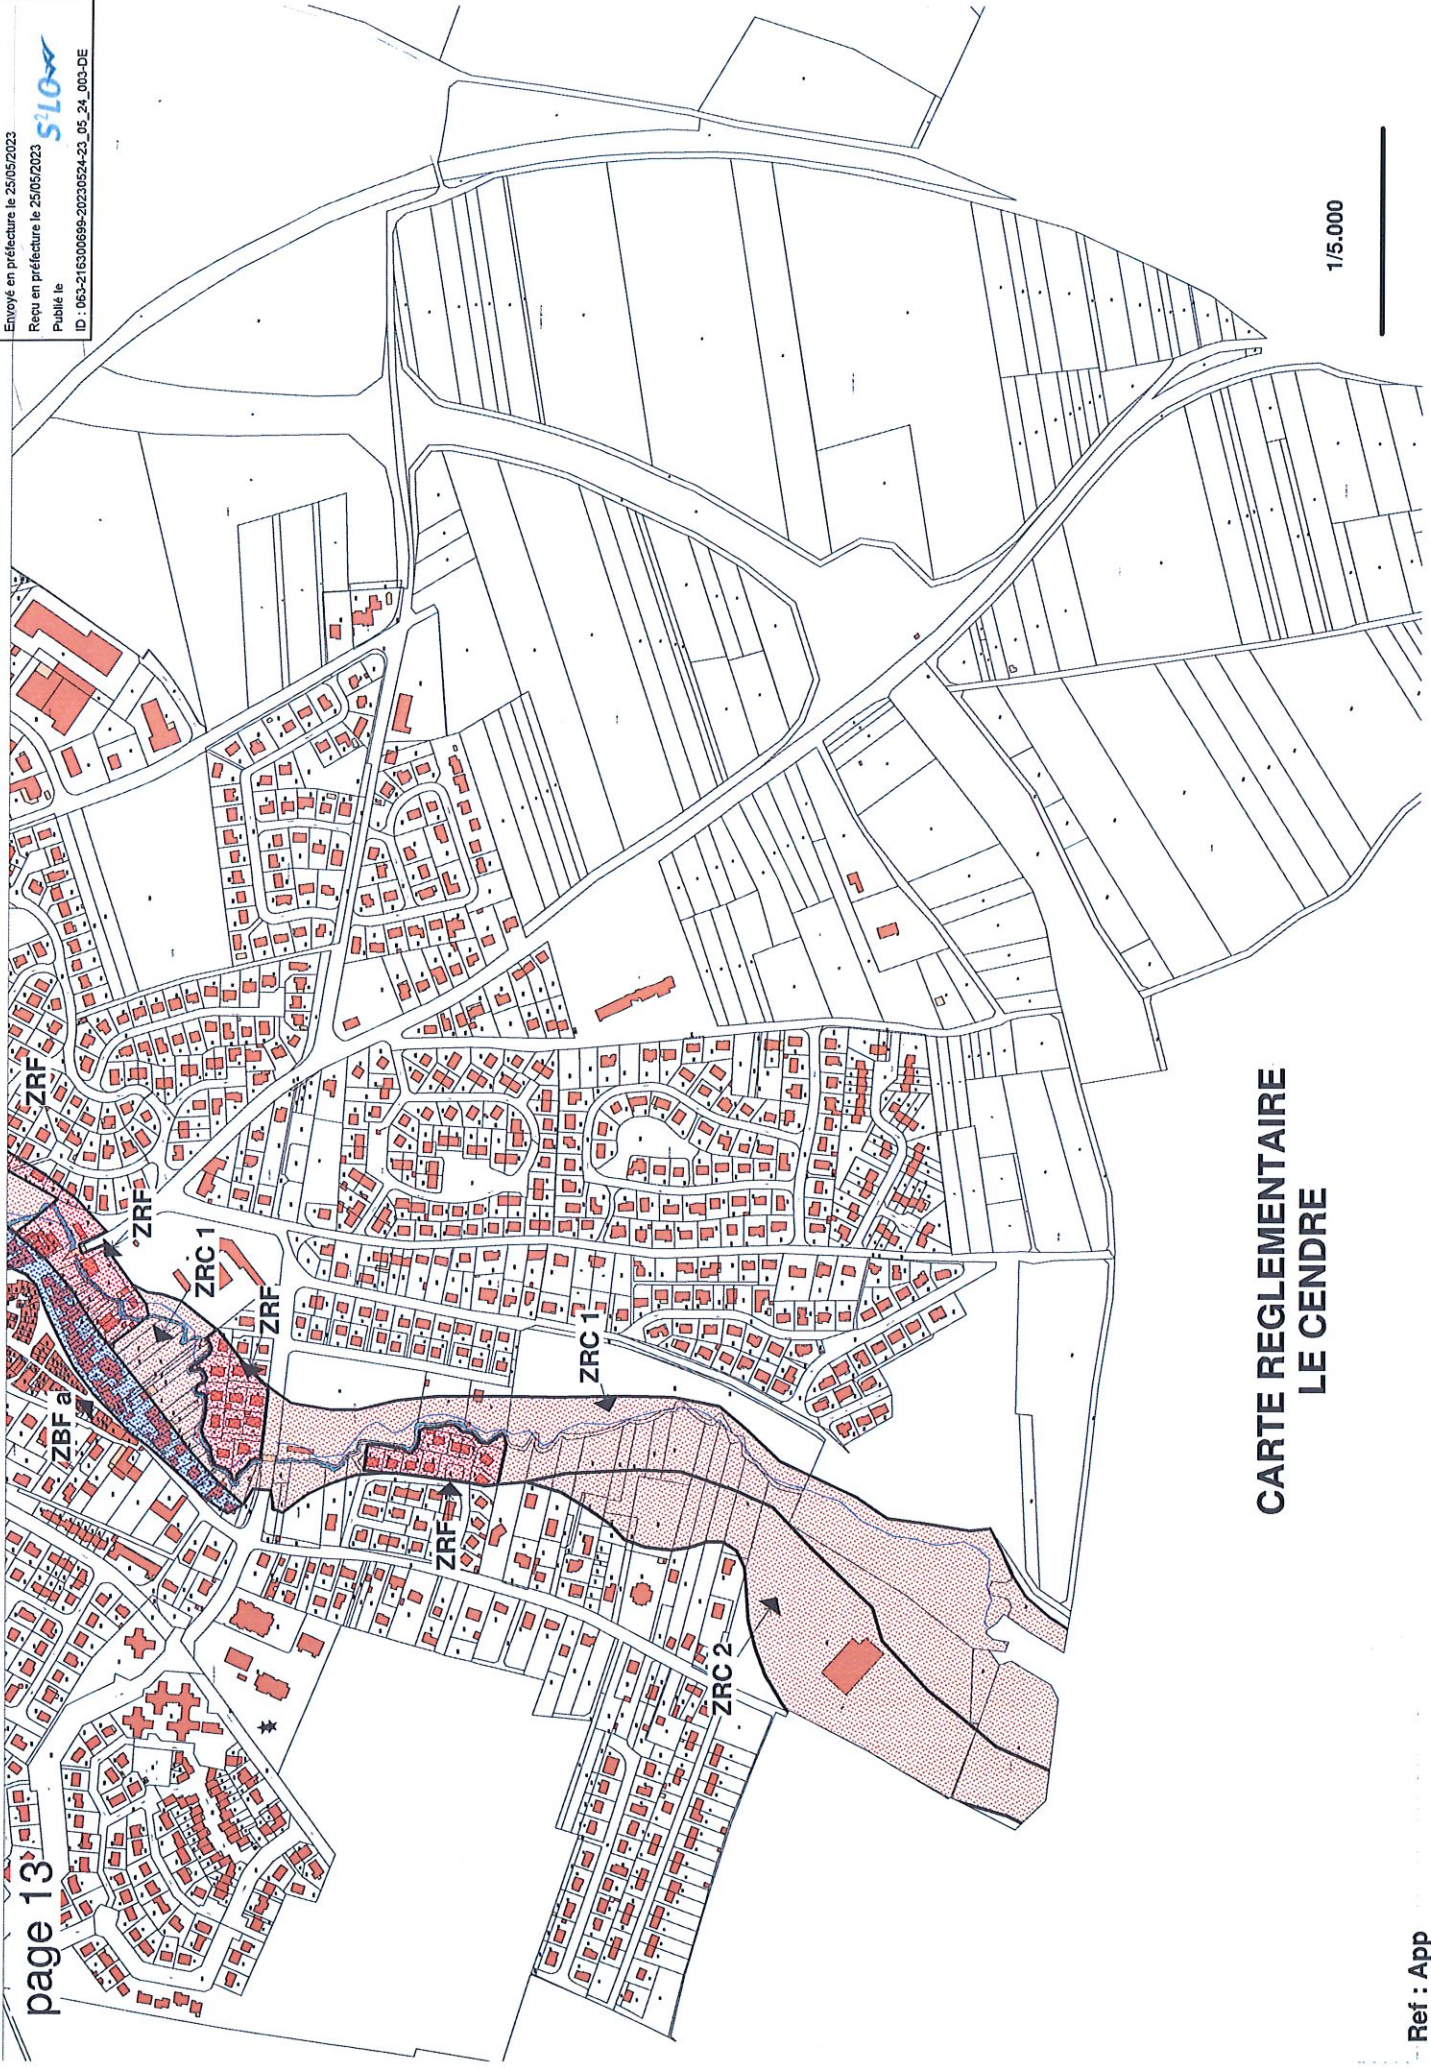 page 13
Envoyé en préfecture le 25/05/2023
Reçu en préfecture le 25/05/2023
Publié le
S²LO
ID : 063-216300699-20230524-23_05_24_003-DE
ZRF
ZBF a
ZRF
ZRC 1
ZRF
ZRC 1
ZRF
ZRC 2
1/5.000
CARTE REGLEMENTAIRE
LE CENDRE
Ref : App